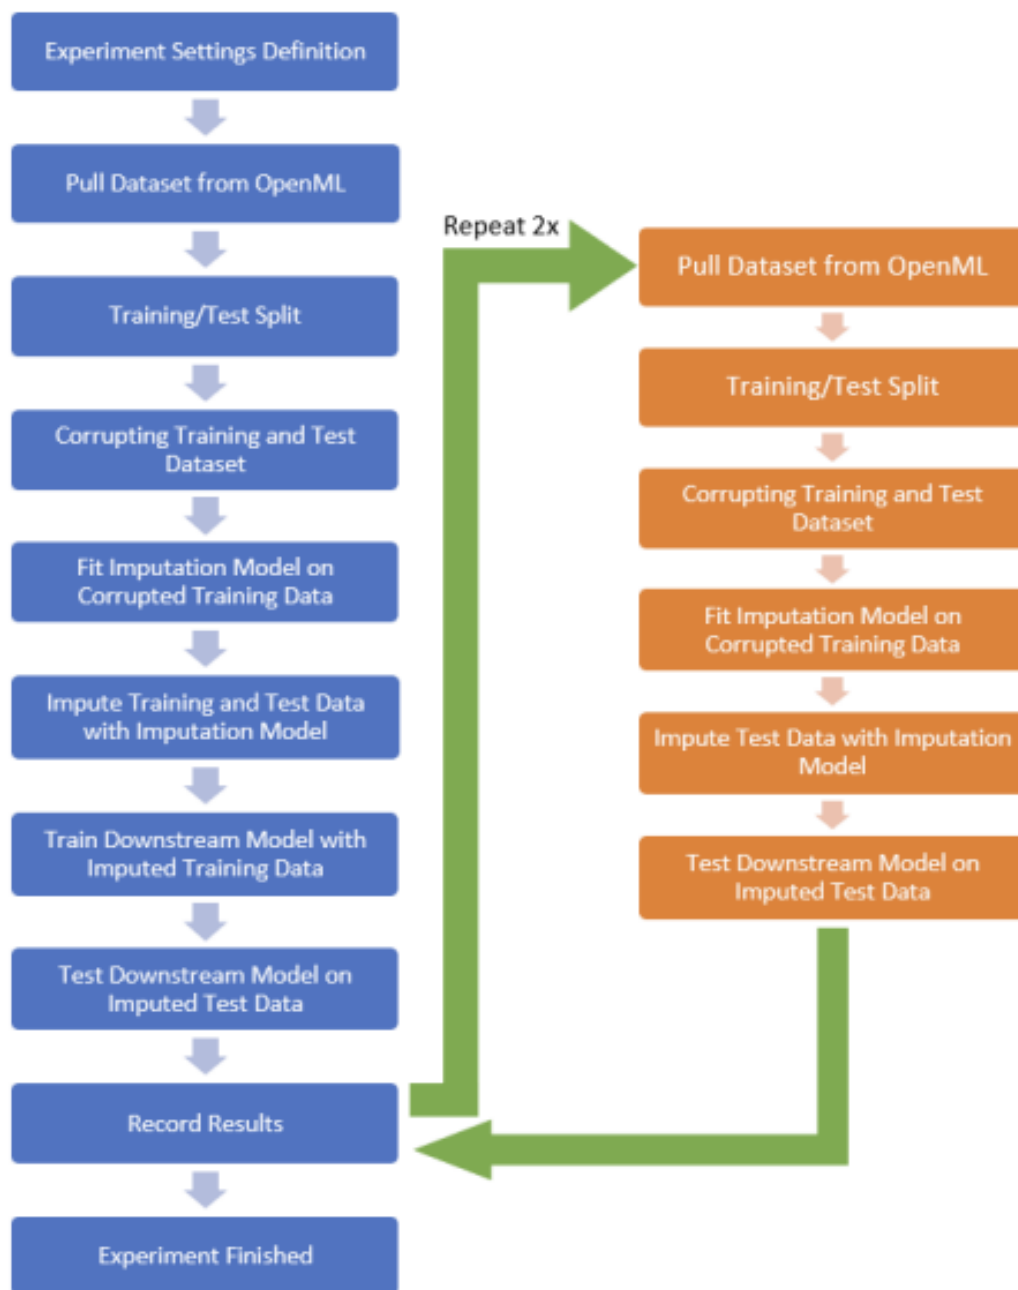 Experiment Settings Definition
Pull Dataset from OpenML
Training/Test Split
Corrupting Training and Test
Dataset
Fit Imputation Model on
Corrupted Training Data
Impute Training and Test Data
with Imputation Model
Train Downstream Model with
Imputed Training Data
Test Downstream Model on
Imputed Test Data
Record Results
Experiment Finished
Repeat 2x
Pull Dataset from OpenML
Training/Test Split
Corrupting Training and Test
Dataset
Fit Imputation Model on
Corrupted Training Data
Impute Test Data with Imputation
Model
Test Downstream Model on
Imputed Test Data